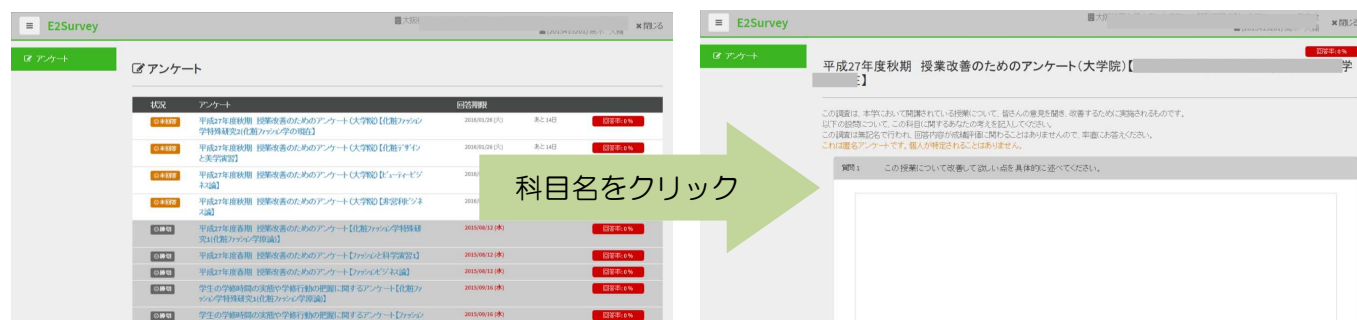 ≡ E2Survey
大阪
×閉じる
アンケート
アンケート
状況 アンケート 回答期限
未回答 平成27年度秋期 授業改善のためのアンケート(大学院)【化粧ファッション
学特殊研究2(化粧ファッション学の現在)】 2016/01/26 (火) あと14日 回答率:0%
未回答 平成27年度秋期 授業改善のためのアンケート(大学院)【化粧デザイン
と美学演習】 2016/01/26 (火) あと14日 回答率:0%
未回答 平成27年度秋期 授業改善のためのアンケート(大学院)【ビューティービジ
ネス論】 2016/
未回答 平成27年度秋期 授業改善のためのアンケート(大学院)【非営利ビジネ
ス論】 2016/
締切 平成27年度春期 授業改善のためのアンケート【化粧ファッション学特殊研
究1(化粧ファッション学原論)】 2015/08/12 (水) 回答率:0%
締切 平成27年度春期 授業改善のためのアンケート【ファッションと科学演習1】 2015/08/12 (水) 回答率:0%
締切 平成27年度春期 授業改善のためのアンケート【ファッションビジネス論】 2015/08/12 (水) 回答率:0%
締切 学生の学修時間の実態や学修行動の把握に関するアンケート【化粧ファ
ッション学特殊研究1(化粧ファッション学原論)】 2015/09/16 (水) 回答率:0%
締切 学生の学修時間の実態や学修行動の把握に関するアンケート【ファッション 2015/09/16 (水) 回答率:0%
科目名をクリック
≡ E2Survey
大阪
×閉じる
アンケート
回答率:0%
平成27年度秋期 授業改善のためのアンケート(大学院)【 学
】
この調査は、本学において開講されている授業について、皆さんの意見を聞き、改善するために実施されるものです。
以下の設問について、この科目に関するあなたの考えを記入してください。
この調査は無記名で行われ、回答内容が成績評価に関わることはありませんので、率直にお答えください。
これは匿名アンケートです。個人が特定されることはありません。
質問1 この授業について改善して欲しい点を具体的に述べてください。